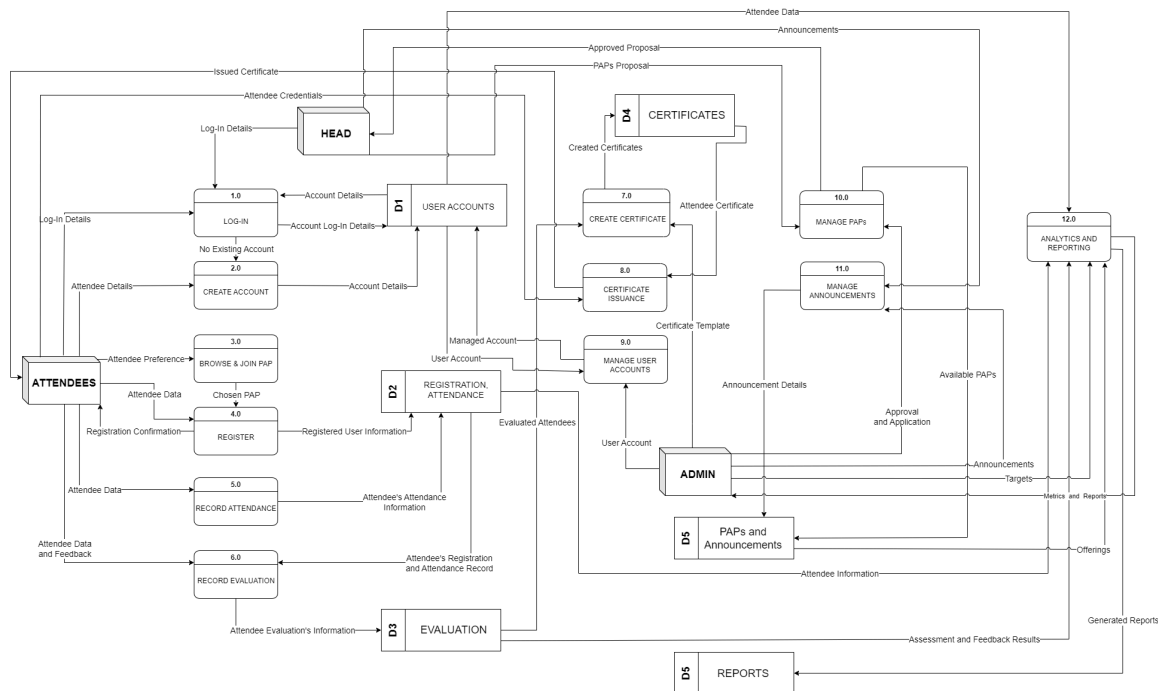 Attendee Data
Announcements
Approved Proposal
PAPs Proposal
Issued Certificate
Attendee Credentials
D4
CERTIFICATES
HEAD
Log-In Details
Created Certificates
1.0
LOG-IN
Account Details
D1
USER ACCOUNTS
7.0
CREATE CERTIFICATE
10.0
MANAGE PAPs
Attendee Certificate
Log-In Details
Account Log-In Details
12.0
ANALYTICS AND
REPORTING
No Existing Account
2.0
CREATE ACCOUNT
Attendee Details
Account Details
8.0
CERTIFICATE
ISSUANCE
11.0
MANAGE
ANNOUNCEMENTS
Certificate Template
3.0
BROWSE & JOIN PAP
Managed Account
9.0
MANAGE USER
ACCOUNTS
Attendee Preference
User Account
ATTENDEES
D2
REGISTRATION,
ATTENDANCE
Available PAPs
Announcement Details
Attendee Data
Chosen PAP
4.0
REGISTER
Approval
and Application
Evaluated Attendees
Registration Confirmation
Registered User Information
User Account
ADMIN
Announcements
Targets
5.0
RECORD ATTENDANCE
Attendee Data
Attendee's Attendance
Information
Metrics and Reports
D5
PAPs and
Announcements
Attendee Data
and Feedback
Offerings
6.0
RECORD EVALUATION
Attendee's Registration
and Attendance Record
Attendee Information
D3
EVALUATION
Attendee Evaluation's Information
Generated Reports
Assessment and Feedback Results
D5
REPORTS